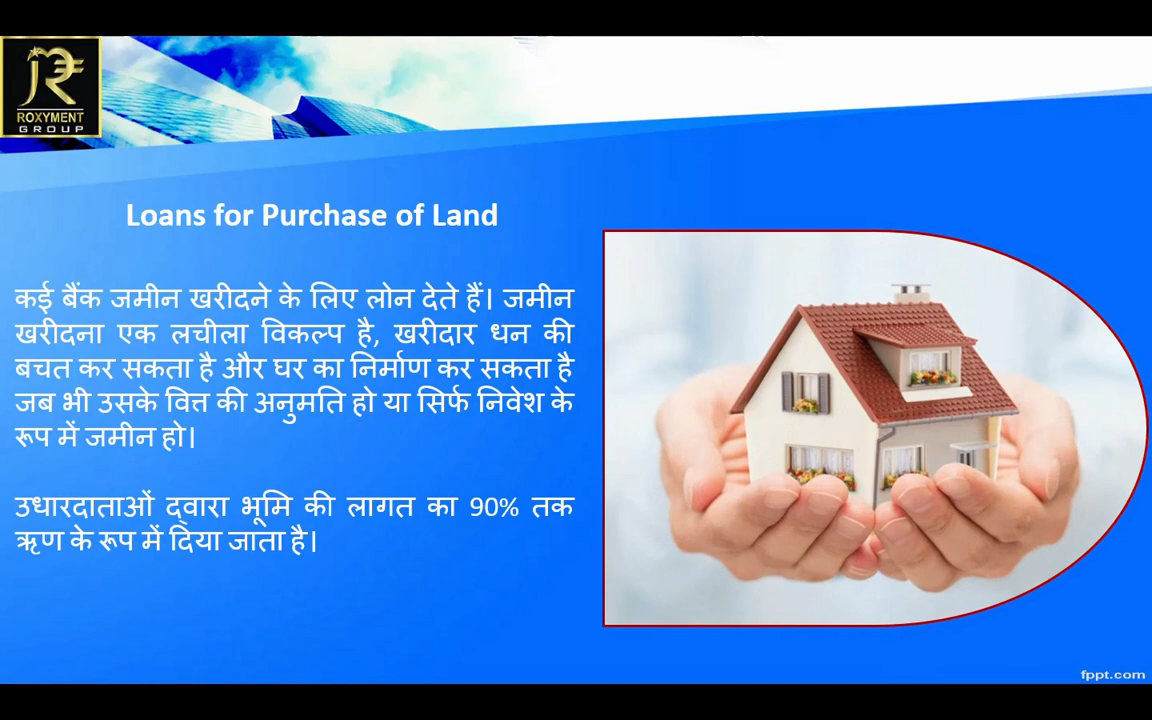 ROXYMENT
GROUP
Loans for Purchase of Land
कई बैंक जमीन खरीदने के लिए लोन देते हैं। जमीन
खरीदना एक लचीला विकल्प है, खरीदार धन की
बचत कर सकता है और घर का निर्माण कर सकता है
जब भी उसके वित्त की अनुमति हो या सिर्फ निवेश के
रूप में जमीन हो।
उधारदाताओं द्वारा भूमि की लागत का 90% तक
ऋण के रूप में दिया जाता है।
fppt.com